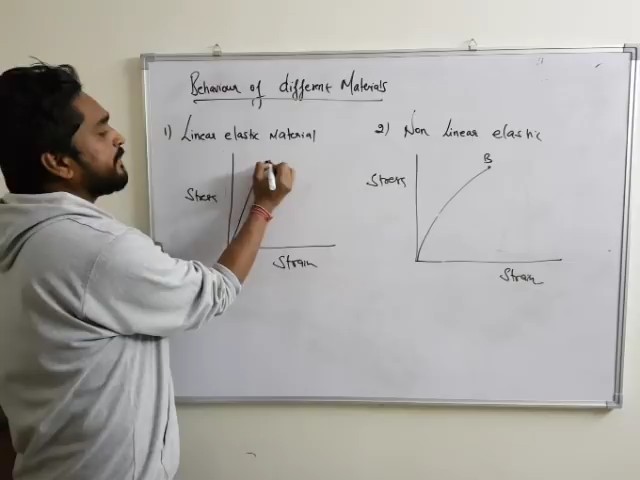 Behaviour of different Materials
1) Linear elastic Material
2) Non Linear elastic
Stress
Strain
B
Stress
Strain